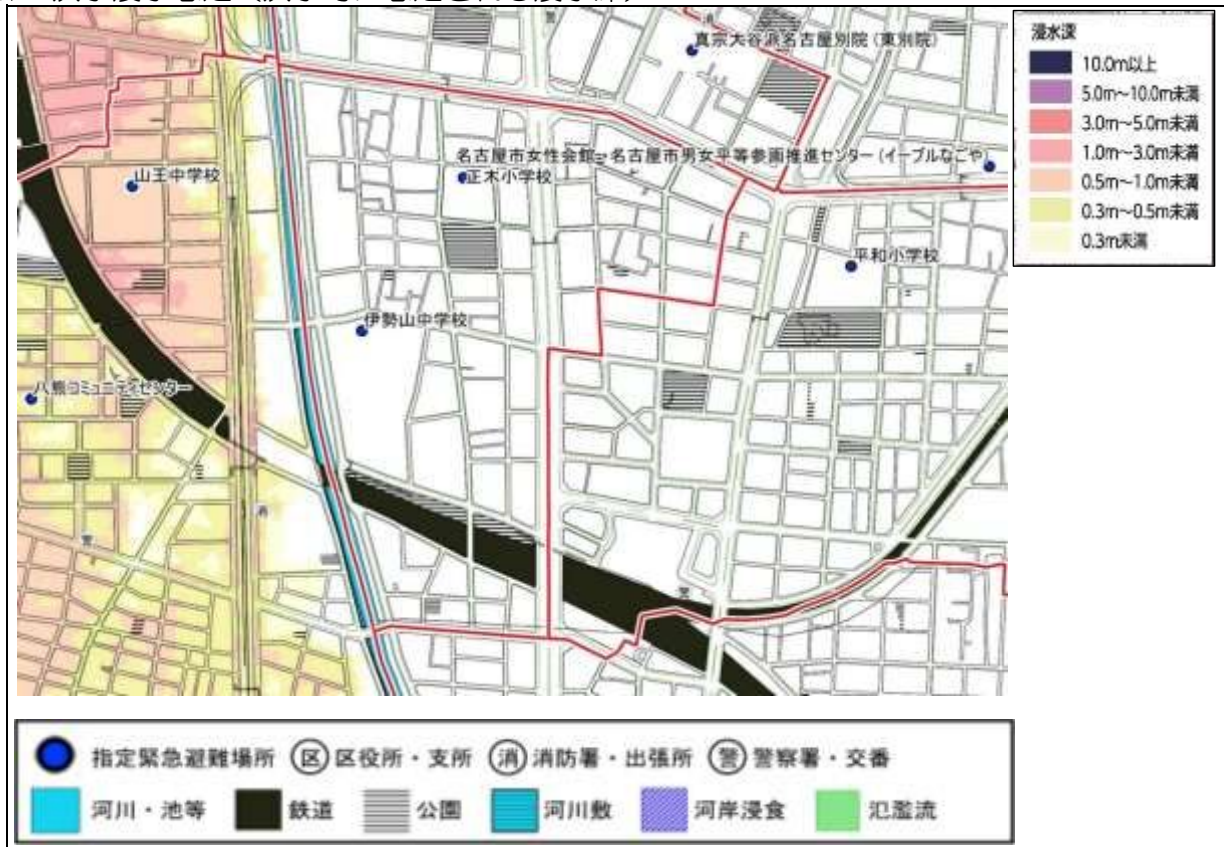 真宗大谷派名古屋別院(東別院)
名古屋市女性会館・名古屋市男女平等参画推進センター(イーブルなごや)
山王中学校
正木小学校
平和小学校
伊勢山中学校
八熊コミュニティセンター
浸水深
10.0m以上
5.0m~10.0m未満
3.0m~5.0m未満
1.0m~3.0m未満
0.5m~1.0m未満
0.3m~0.5m未満
0.3m未満
指定緊急避難場所 区 区役所・支所 消 消防署・出張所 警 警察署・交番
河川・池等 鉄道 公園 河川敷 河岸浸食 氾濫流